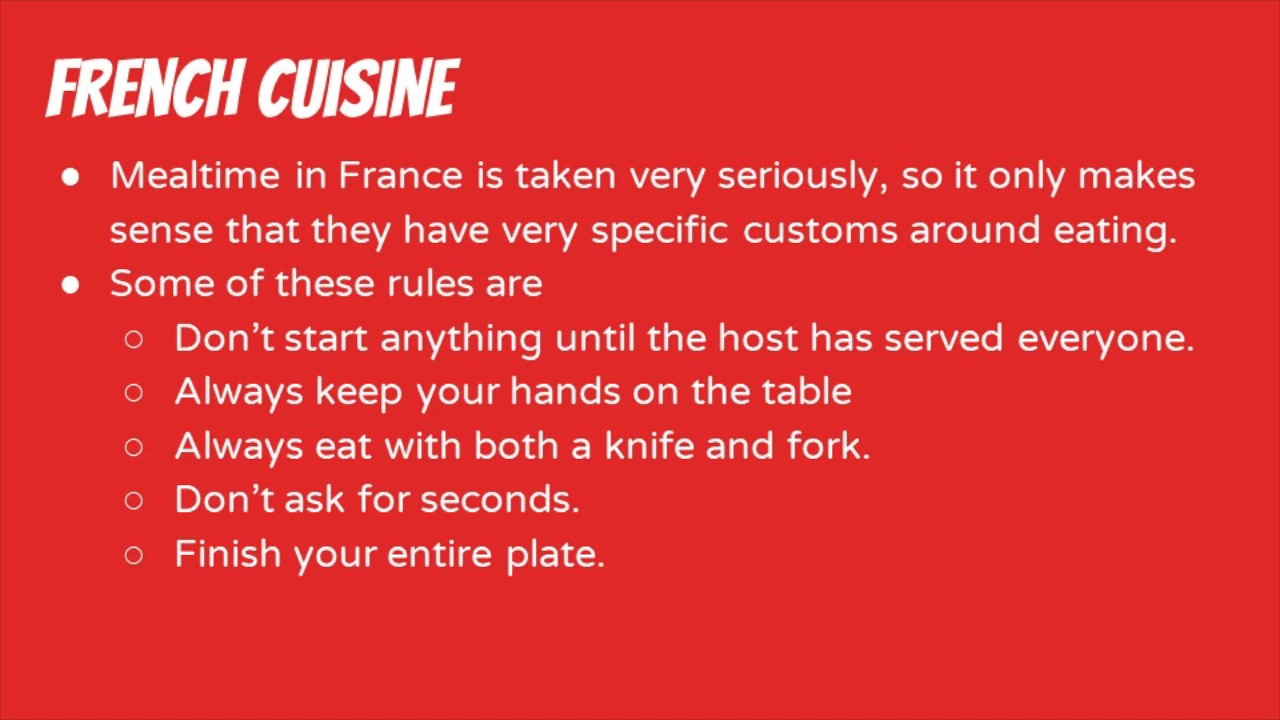 FRENCH CUISINE
● Mealtime in France is taken very seriously, so it only makes
sense that they have very specific customs around eating.
● Some of these rules are
○ Don’t start anything until the host has served everyone.
○ Always keep your hands on the table
○ Always eat with both a knife and fork.
○ Don’t ask for seconds.
○ Finish your entire plate.